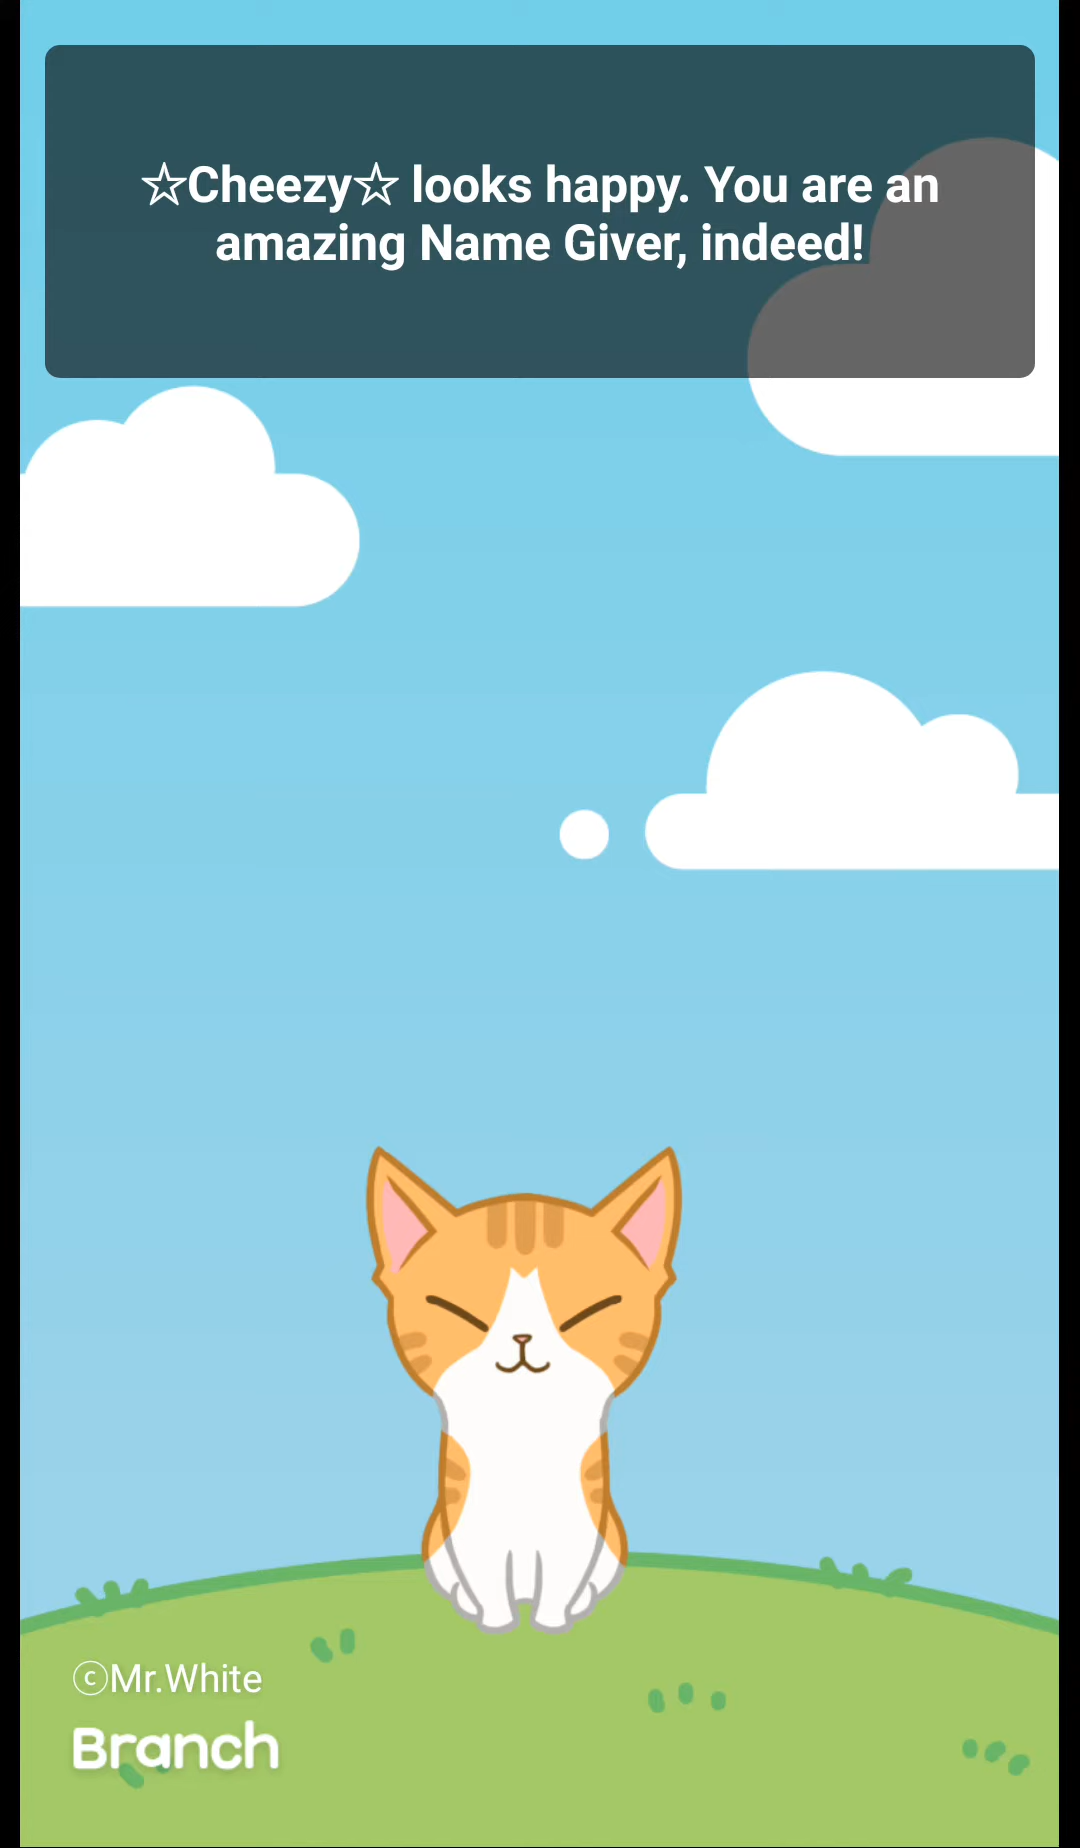 ☆Cheezy☆ looks happy. You are an
amazing Name Giver, indeed!
ⓒMr.White
Branch